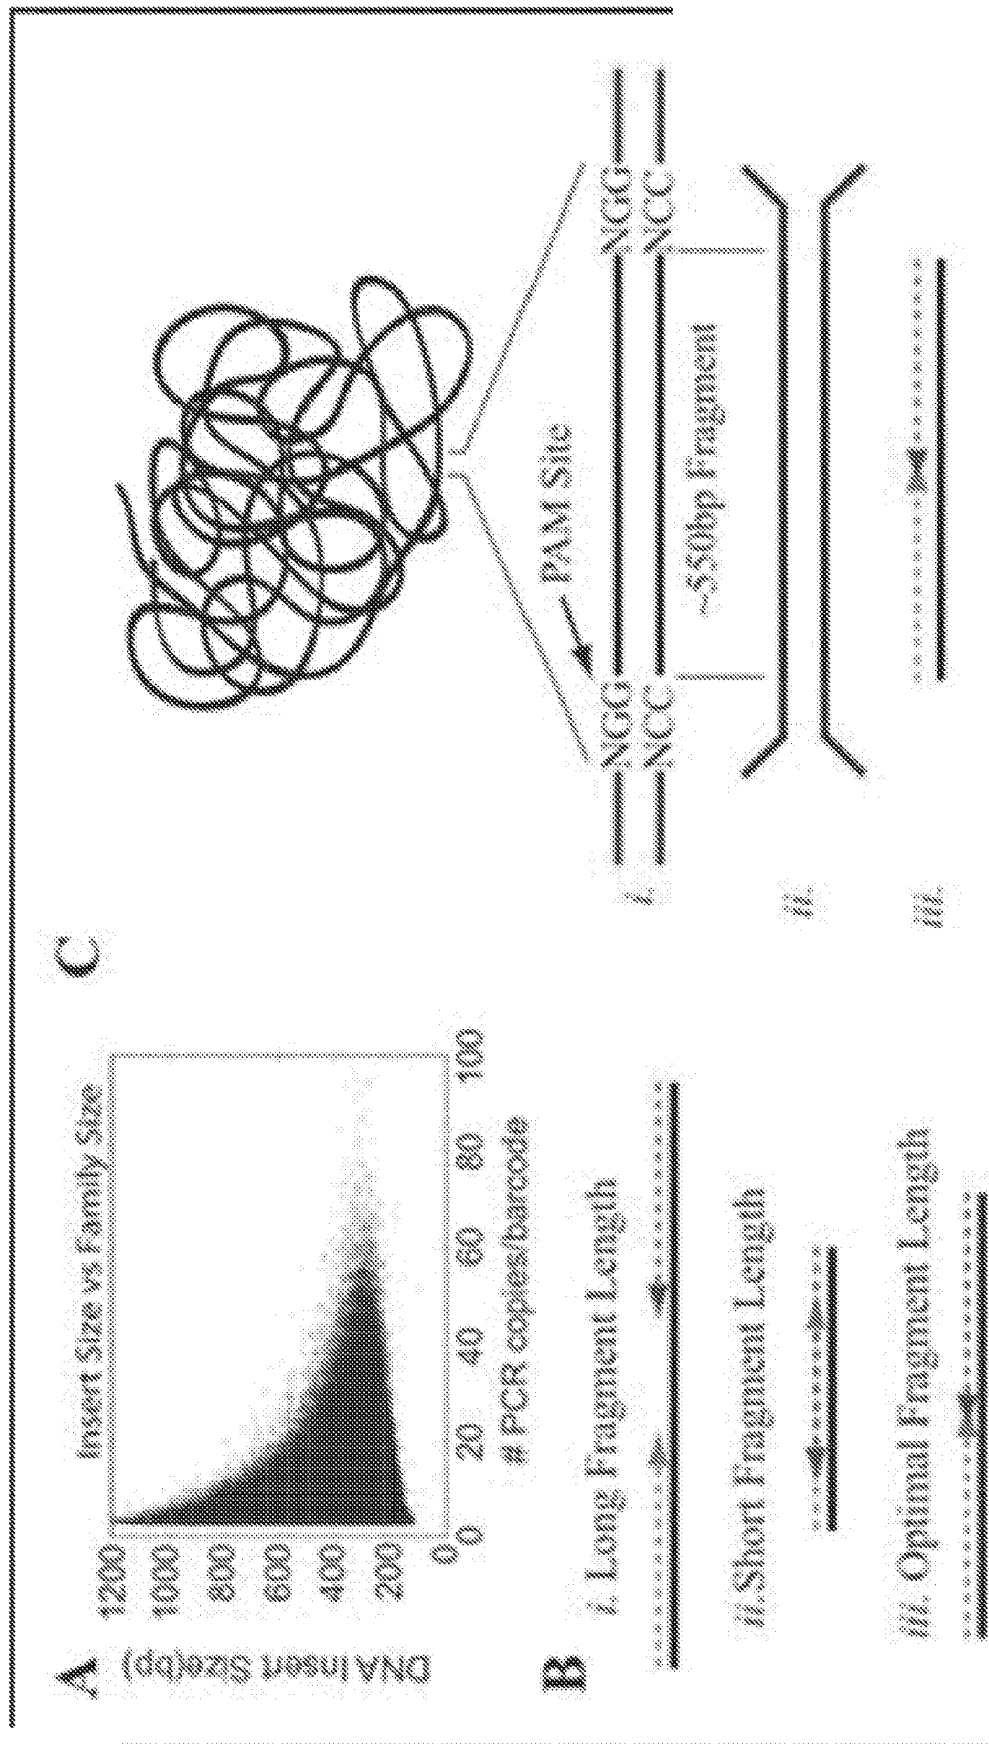 A
Insert Size vs Family Size
DNA Insert Size(bp)
1200
1000
800
600
400
200
0
0 20 40 60 80 100
# PCR copies/barcode
B
i. Long Fragment Length
ii.Short Fragment Length
iii. Optimal Fragment Length
C
PAM Site
i.
NGG NGG
NCC NCC
~550bp Fragment
ii.
iii.